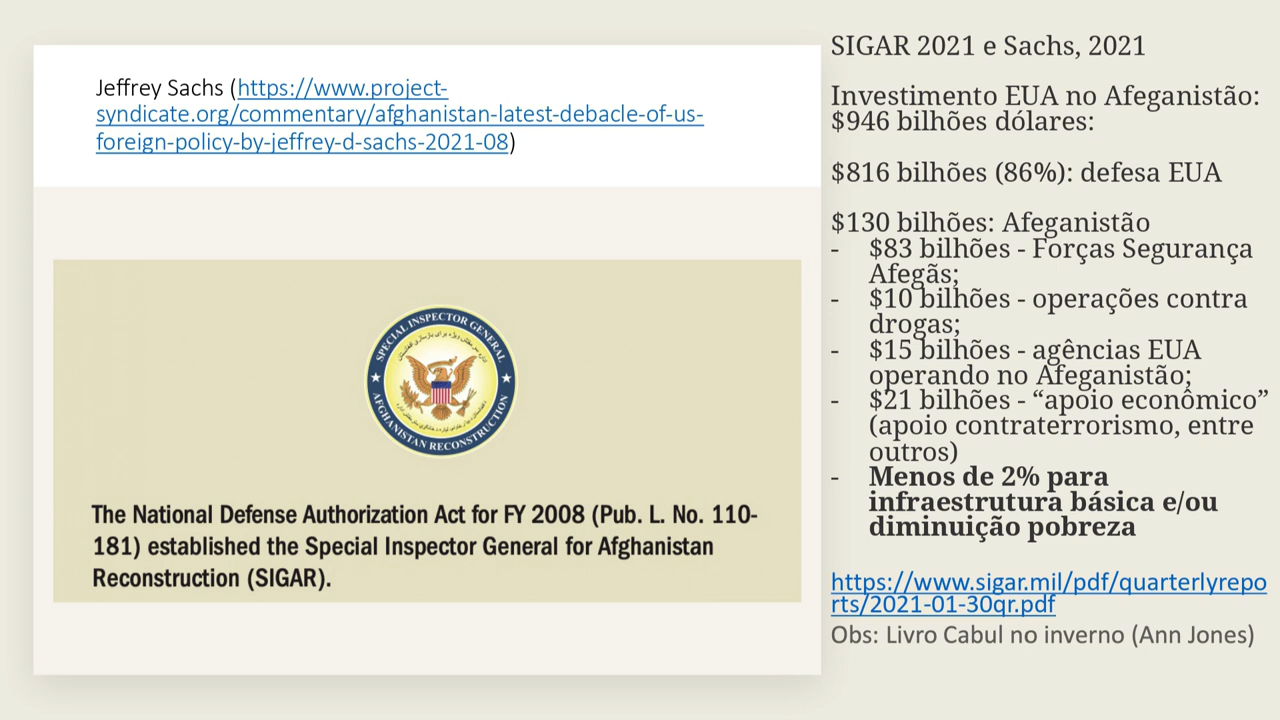 Jeffrey Sachs (https://www.project-
syndicate.org/commentary/afghanistan-latest-debacle-of-us-
foreign-policy-by-jeffrey-d-sachs-2021-08)
SPECIAL INSPECTOR GENERAL
AFGHANISTAN RECONSTRUCTION
The National Defense Authorization Act for FY 2008 (Pub. L. No. 110-
181) established the Special Inspector General for Afghanistan
Reconstruction (SIGAR).
SIGAR 2021 e Sachs, 2021
Investimento EUA no Afeganistão:
$946 bilhões dólares:
$816 bilhões (86%): defesa EUA
$130 bilhões: Afeganistão
- $83 bilhões - Forças Segurança
Afegãs;
- $10 bilhões - operações contra
drogas;
- $15 bilhões - agências EUA
operando no Afeganistão;
- $21 bilhões - “apoio econômico”
(apoio contraterrorismo, entre
outros)
- Menos de 2% para
infraestrutura básica e/ou
diminuição pobreza
https://www.sigar.mil/pdf/quarterlyrepo
rts/2021-01-30qr.pdf
Obs: Livro Cabul no inverno (Ann Jones)